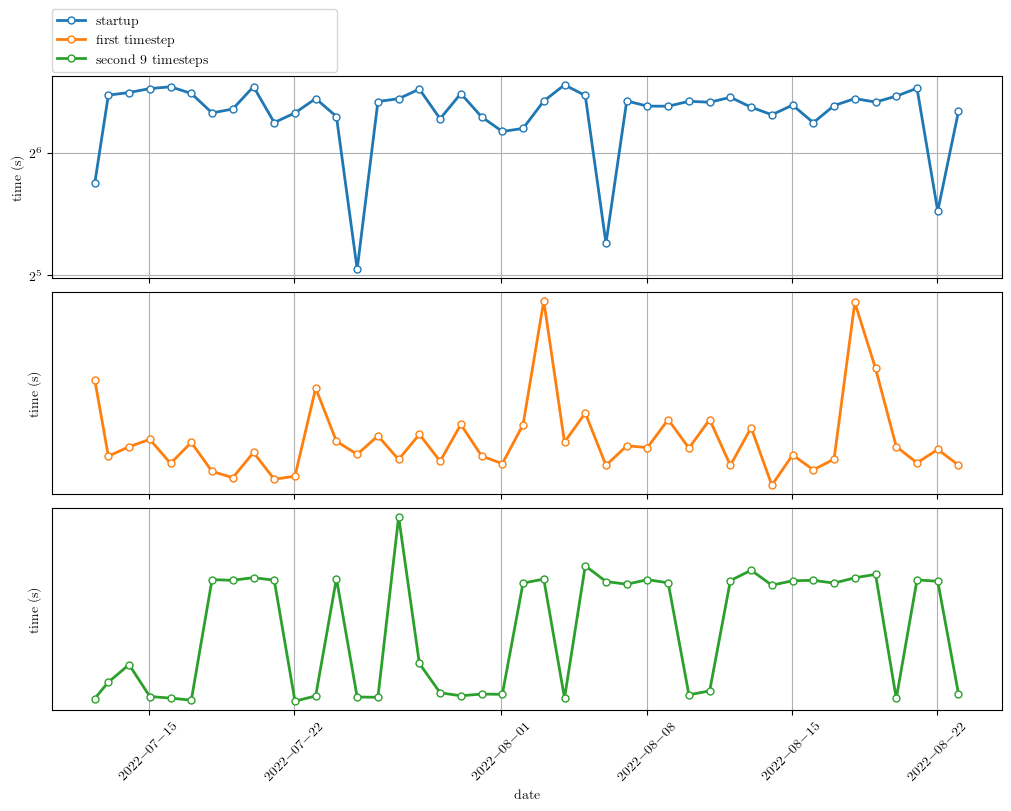 startup
first timestep
second 9 timesteps
2^6
time (s)
2^5
time (s)
time (s)
2022−07−15
2022−07−22
2022−08−01
2022−08−08
2022−08−15
2022−08−22
date